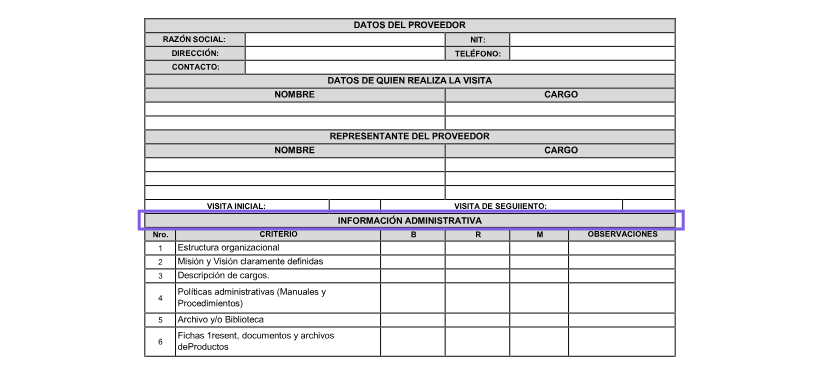 DATOS DEL PROVEEDOR
RAZÓN SOCIAL: NIT:
DIRECCIÓN: TELÉFONO:
CONTACTO:
DATOS DE QUIEN REALIZA LA VISITA
NOMBRE CARGO
REPRESENTANTE DEL PROVEEDOR
NOMBRE CARGO
VISITA INICIAL: VISITA DE SEGUIIENTO:
INFORMACIÓN ADMINISTRATIVA
Nro. CRITERIO B R M OBSERVACIONES
1 Estructura organizacional
2 Misión y Visión claramente definidas
3 Descripción de cargos.
4 Políticas administrativas (Manuales y
Procedimientos)
5 Archivo y/o Biblioteca
6 Fichas 1resent, documentos y archivos
deProductos